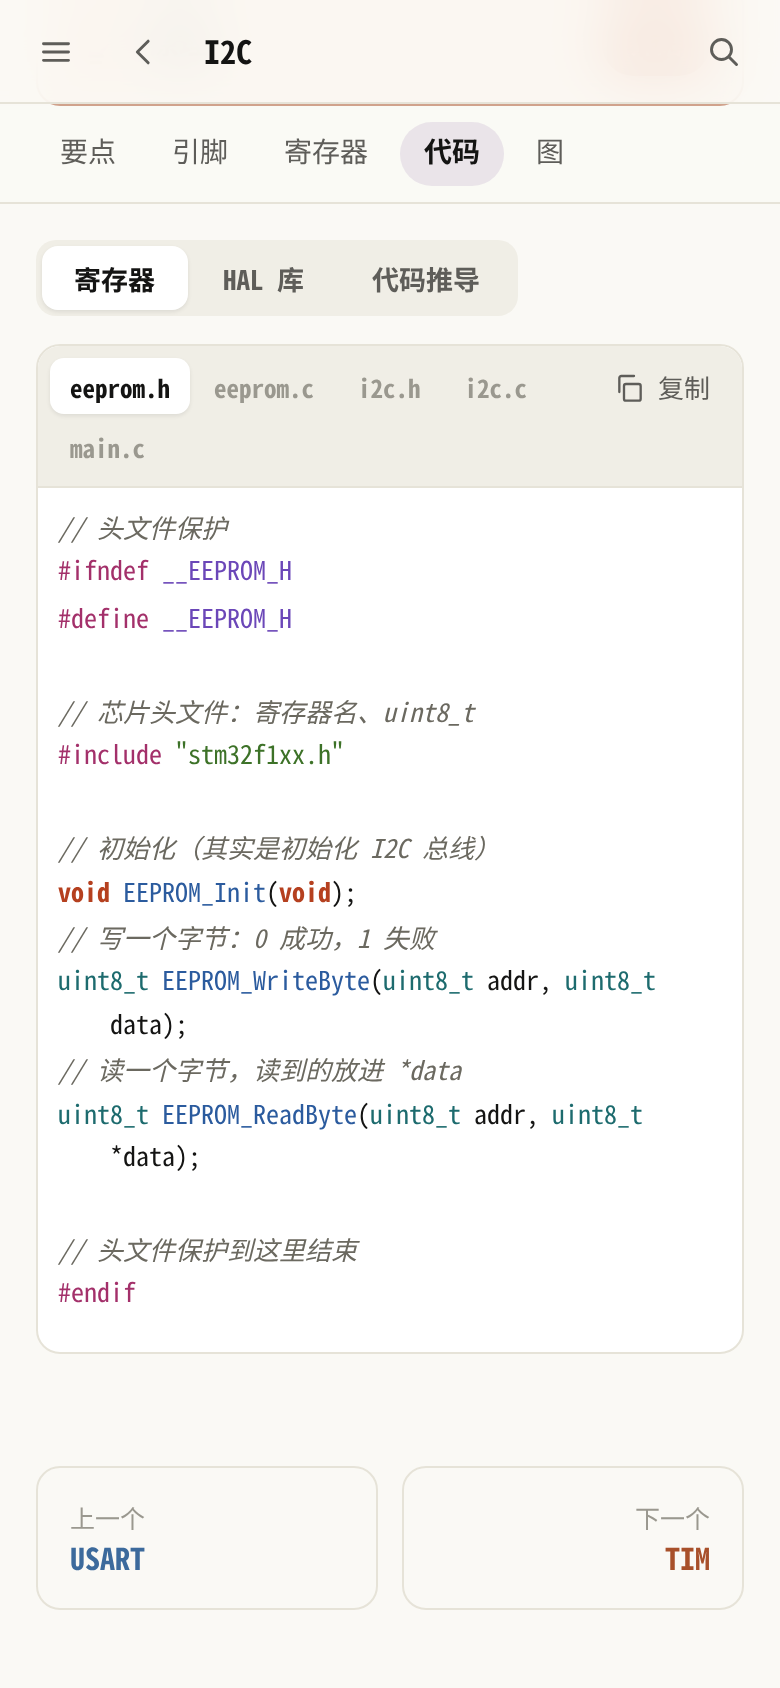 I2C
要点 引脚 寄存器 代码 图
寄存器 HAL 库 代码推导
eeprom.h eeprom.c i2c.h i2c.c 复制
main.c
// 头文件保护
#ifndef __EEPROM_H
#define __EEPROM_H
// 芯片头文件：寄存器名、uint8_t
#include "stm32f1xx.h"
// 初始化（其实是初始化 I2C 总线）
void EEPROM_Init(void);
// 写一个字节：0 成功，1 失败
uint8_t EEPROM_WriteByte(uint8_t addr, uint8_t
data);
// 读一个字节，读到的放进 *data
uint8_t EEPROM_ReadByte(uint8_t addr, uint8_t
*data);
// 头文件保护到这里结束
#endif
上一个
USART
下一个
TIM